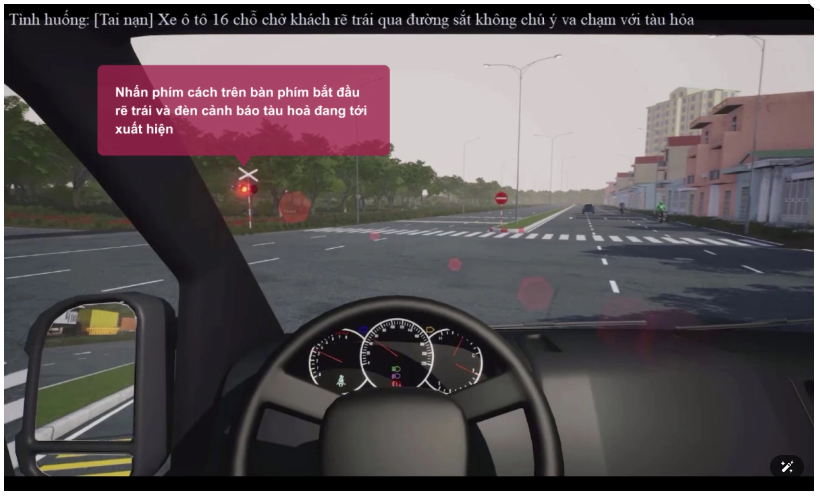 Tình huống: [Tai nạn] Xe ô tô 16 chỗ chở khách rẽ trái qua đường sắt không chú ý va chạm với tàu hỏa
Nhấn phím cách trên bàn phím bắt đầu
rẽ trái và đèn cảnh báo tàu hoả đang tới
xuất hiện